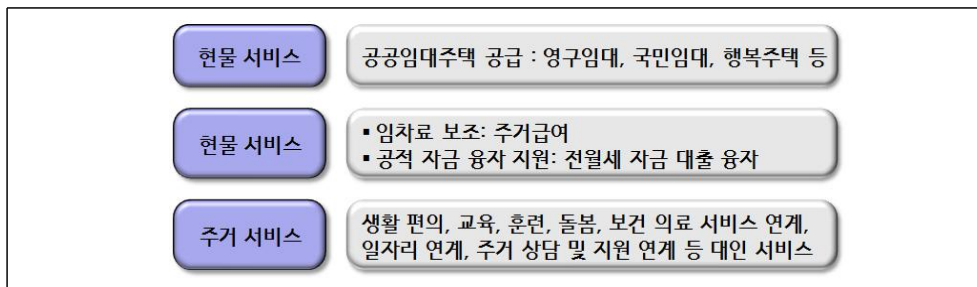 현물 서비스
공공임대주택 공급 : 영구임대, 국민임대, 행복주택 등
현물 서비스
▪ 임차료 보조: 주거급여
▪ 공적 자금 융자 지원: 전월세 자금 대출 융자
주거 서비스
생활 편의, 교육, 훈련, 돌봄, 보건 의료 서비스 연계,
일자리 연계, 주거 상담 및 지원 연계 등 대인 서비스